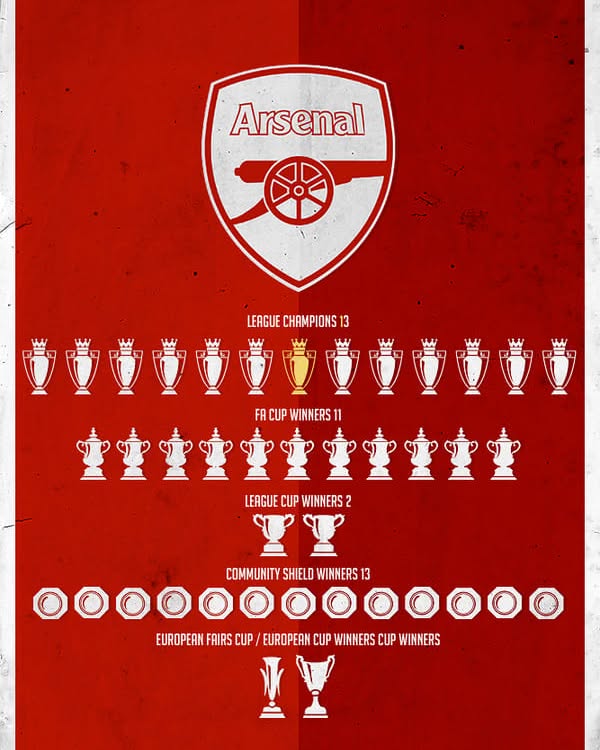 Arsenal
LEAGUE CHAMPIONS 13
FA CUP WINNERS 11
LEAGUE CUP WINNERS 2
COMMUNITY SHIELD WINNERS 13
EUROPEAN FAIRS CUP / EUROPEAN CUP WINNERS CUP WINNERS